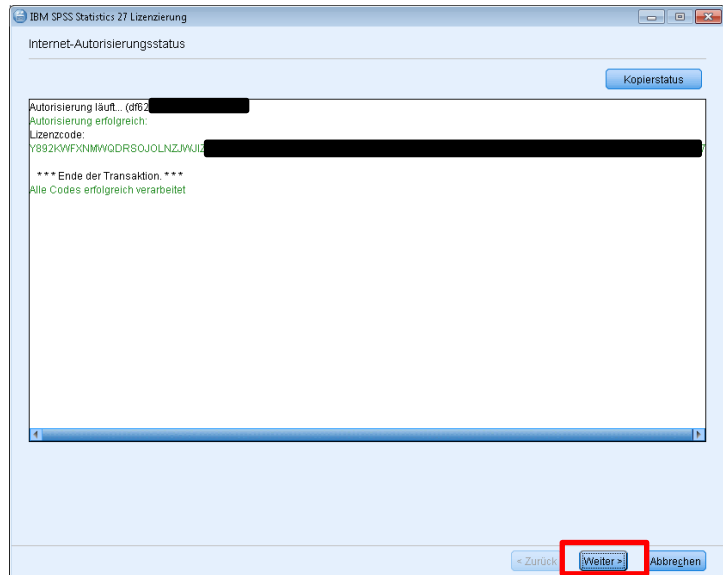 IBM SPSS Statistics 27 Lizenzierung
Internet-Autorisierungsstatus
Kopierstatus
Autorisierung läuft... (df62
Autorisierung erfolgreich:
Lizenzcode:
Y892KWFXNMWQDRSOJOLNZJWJIZ
*** Ende der Transaktion. ***
Alle Codes erfolgreich verarbeitet
< Zurück Weiter > Abbrechen